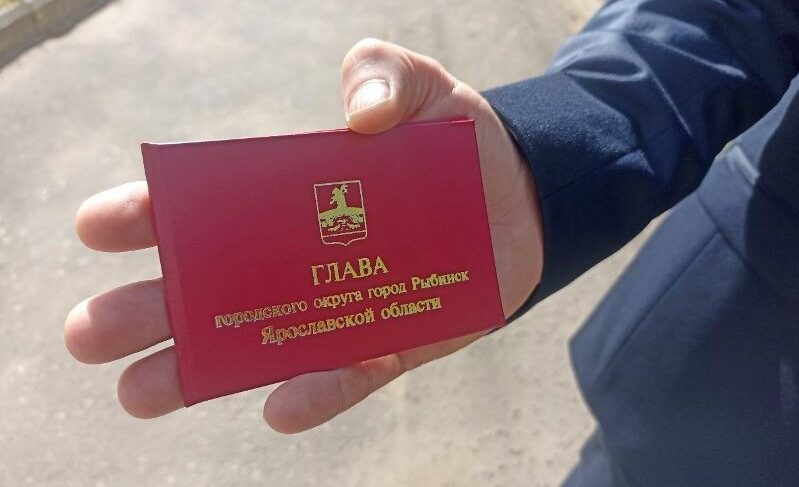 ГЛАВА
городского округа город Рыбинск
Ярославской области